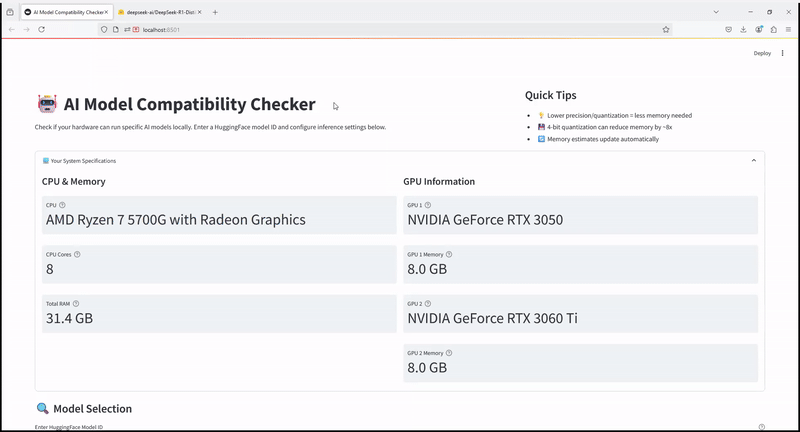 AI Model Compatibility Checker
deepseek-ai/DeepSeek-R1-Dist
localhost:8501
Deploy
AI Model Compatibility Checker
Check if your hardware can run specific AI models locally. Enter a HuggingFace model ID and configure inference settings below.
Quick Tips
Lower precision/quantization = less memory needed
4-bit quantization can reduce memory by ~8x
Memory estimates update automatically
Your System Specifications
CPU & Memory
CPU
AMD Ryzen 7 5700G with Radeon Graphics
CPU Cores
8
Total RAM
31.4 GB
GPU Information
GPU 1
NVIDIA GeForce RTX 3050
GPU 1 Memory
8.0 GB
GPU 2
NVIDIA GeForce RTX 3060 Ti
GPU 2 Memory
8.0 GB
Model Selection
Enter HuggingFace Model ID